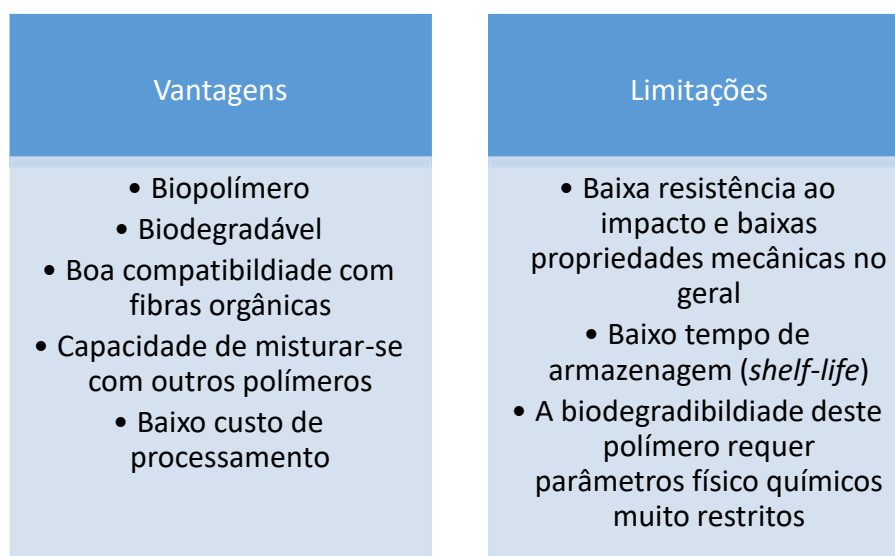 Vantagens
• Biopolímero
• Biodegradável
• Boa compatibildiade com
fibras orgânicas
• Capacidade de misturar-se
com outros polímeros
• Baixo custo de
processamento
Limitações
• Baixa resistência ao
impacto e baixas
propriedades mecânicas no
geral
• Baixo tempo de
armazenagem (shelf-life)
• A biodegradibildiade deste
polímero requer
parâmetros físico químicos
muito restritos